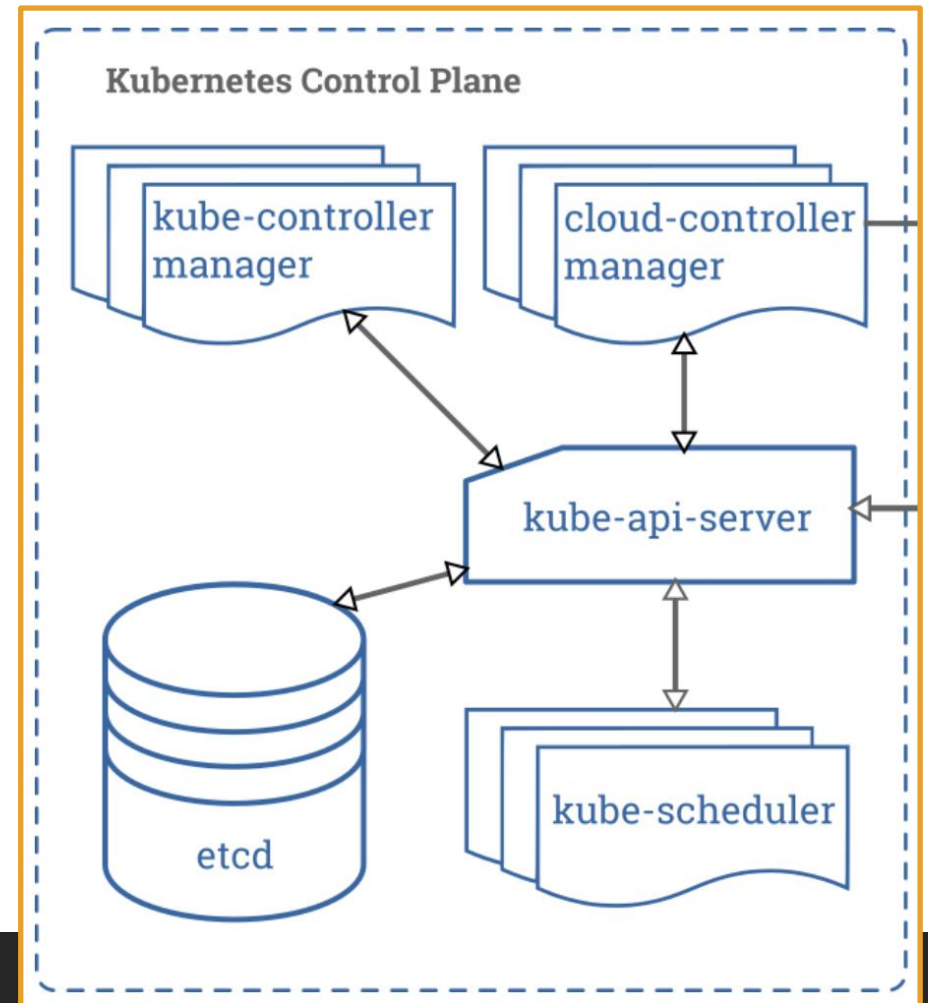 Kubernetes Control Plane
kube-controller
manager
cloud-controller
manager
kube-api-server
etcd
kube-scheduler